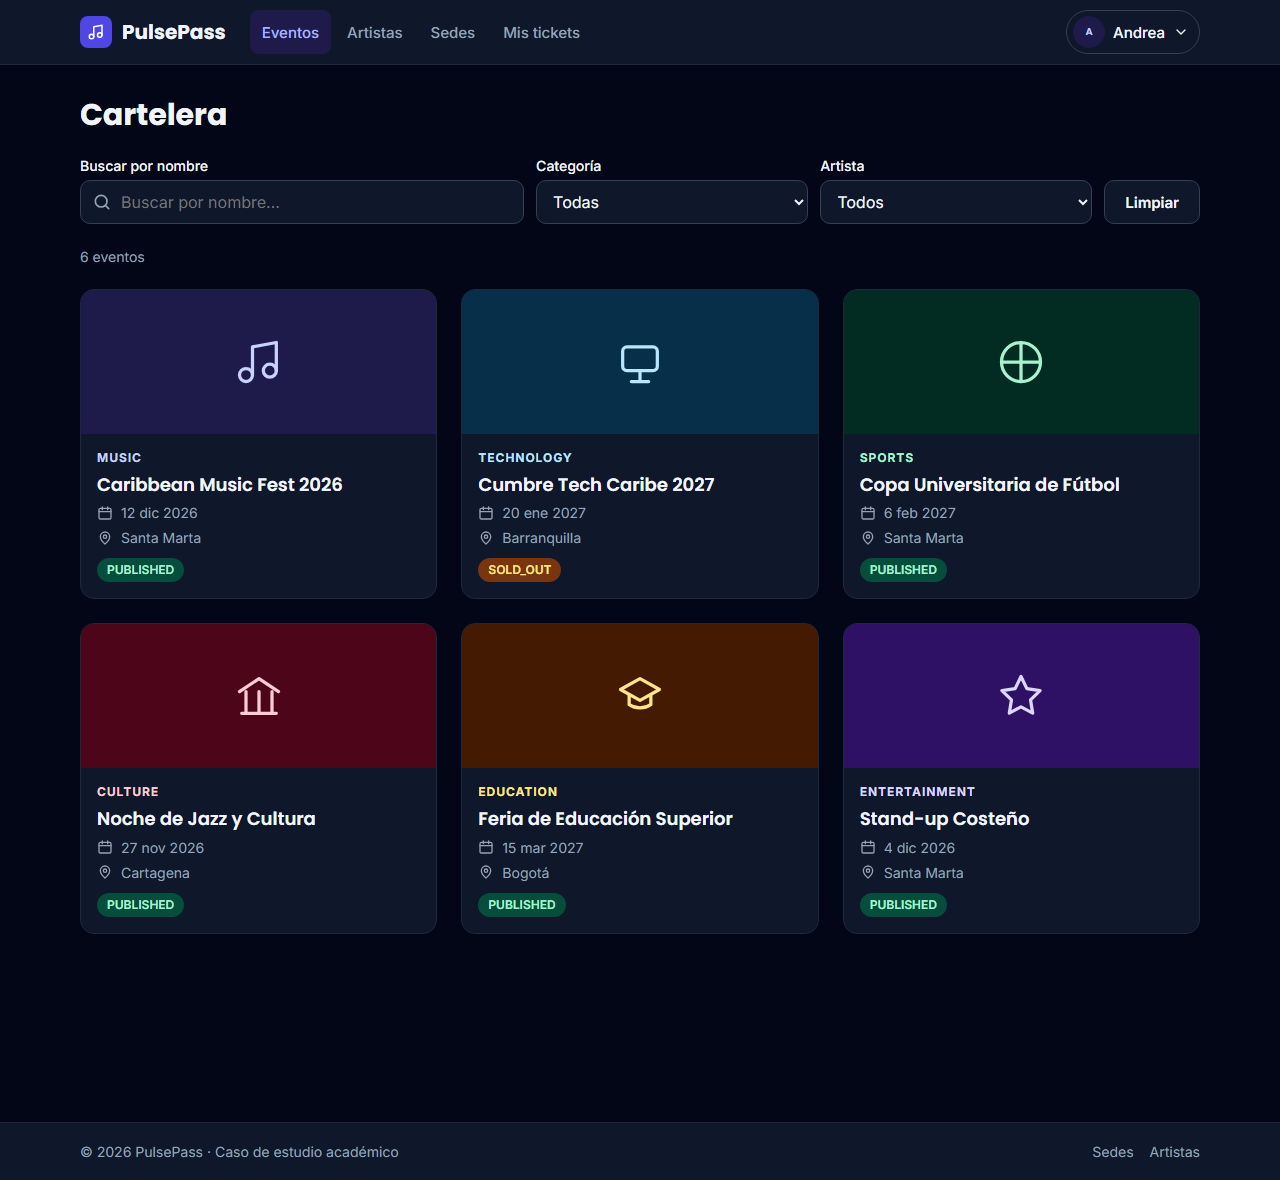 PulsePass
Eventos
Artistas
Sedes
Mis tickets
A
Andrea
Cartelera
Buscar por nombre
Categoría
Artista
Buscar por nombre...
Todas
Todos
Limpiar
6 eventos
MUSIC
Caribbean Music Fest 2026
12 dic 2026
Santa Marta
PUBLISHED
TECHNOLOGY
Cumbre Tech Caribe 2027
20 ene 2027
Barranquilla
SOLD_OUT
SPORTS
Copa Universitaria de Fútbol
6 feb 2027
Santa Marta
PUBLISHED
CULTURE
Noche de Jazz y Cultura
27 nov 2026
Cartagena
PUBLISHED
EDUCATION
Feria de Educación Superior
15 mar 2027
Bogotá
PUBLISHED
ENTERTAINMENT
Stand-up Costeño
4 dic 2026
Santa Marta
PUBLISHED
© 2026 PulsePass · Caso de estudio académico
Sedes
Artistas